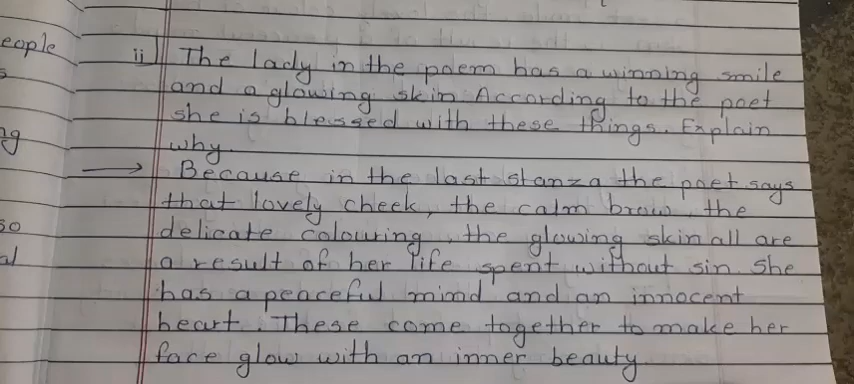 eople
ii) The lady in the poem has a winning smile
and a glowing skin According to the poet
she is blessed with these things. Explain
why.
ng
→ Because in the last stanza the poet says
that lovely cheek, the calm brow, the
so
delicate colouring, the glowing skin all are
al
a result of her life spent without sin. She
has a peaceful mind and an innocent
heart. These come together to make her
face glow with an inner beauty